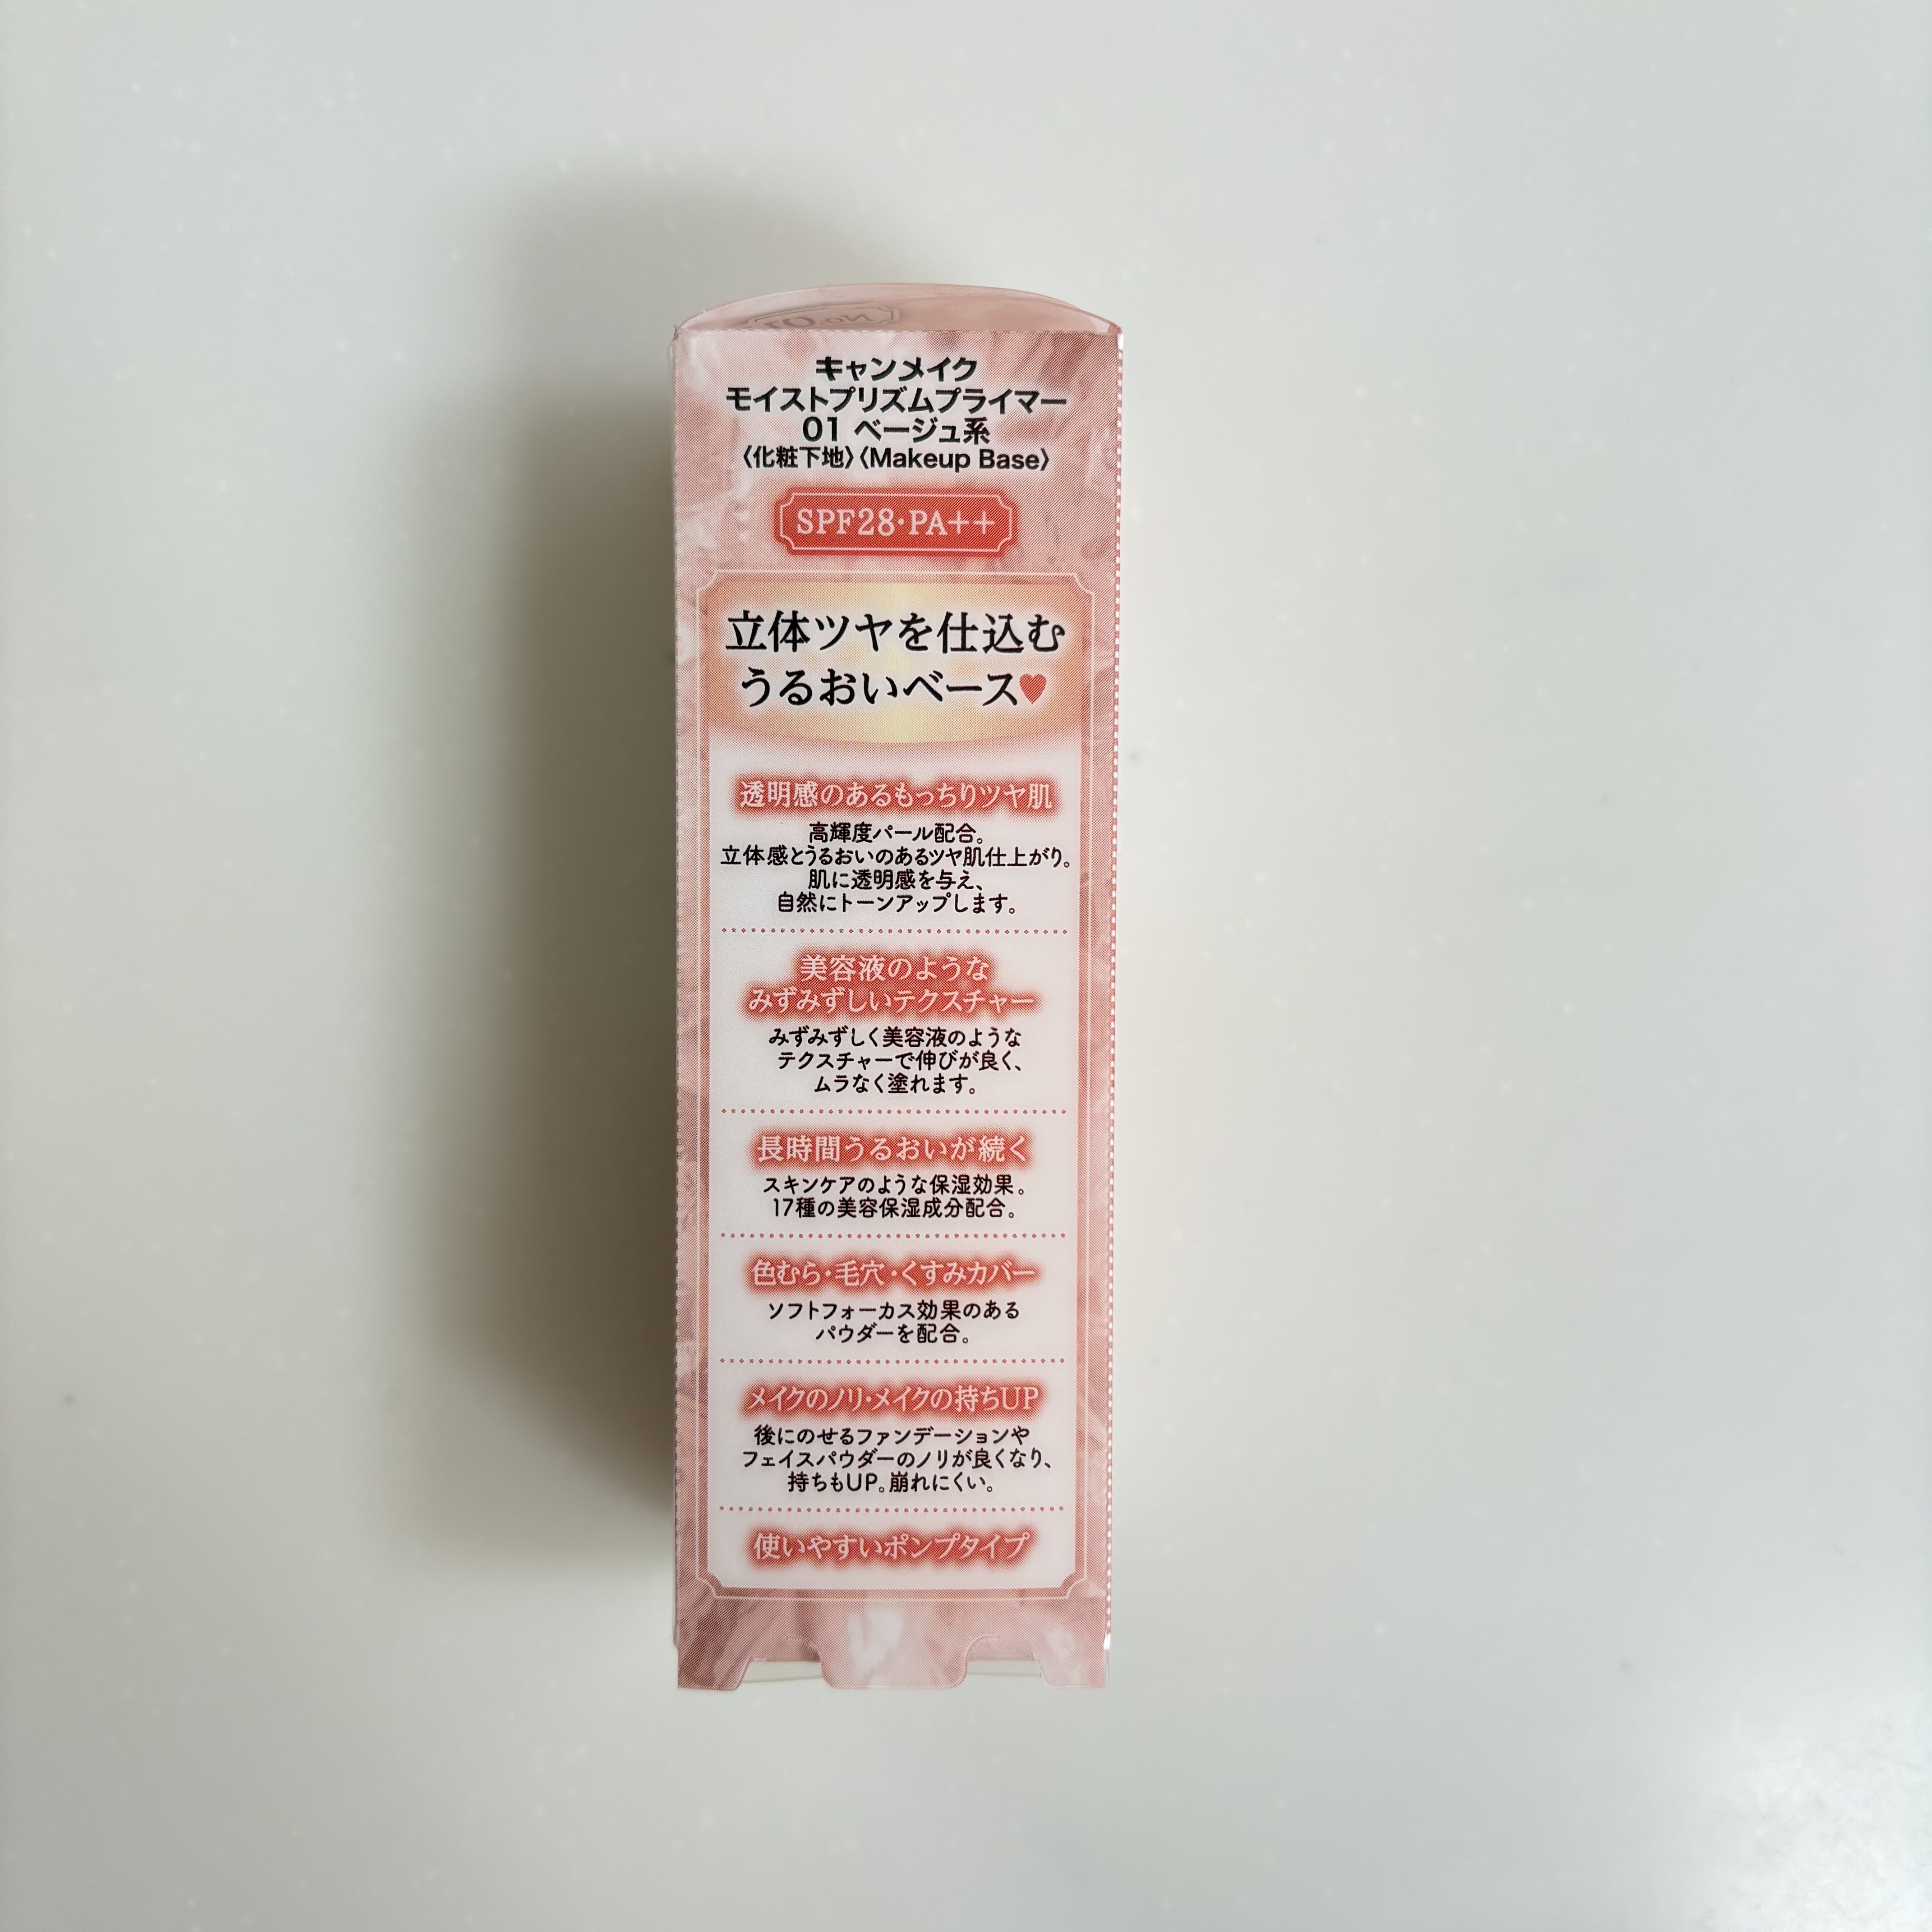 キャンメイク
モイストプリズムプライマー
01 ベージュ系
〈化粧下地〉〈Makeup Base〉
SPF28・PA++
立体ツヤを仕込む
うるおいベース♥
透明感のあるもっちりツヤ肌
高輝度パール配合。
立体感とうるおいのあるツヤ肌仕上がり。
肌に透明感を与え、
自然にトーンアップします。
美容液のような
みずみずしいテクスチャー
みずみずしく美容液のような
テクスチャーで伸びが良く、
ムラなく塗れます。
長時間うるおいが続く
スキンケアのような保湿効果。
17種の美容保湿成分配合。
色むら・毛穴・くすみカバー
ソフトフォーカス効果のある
パウダーを配合。
メイクのノリ・メイクの持ちUP
後にのせるファンデーションや
フェイスパウダーのノリが良くなり、
持ちもUP。崩れにくい。
使いやすいポンプタイプ